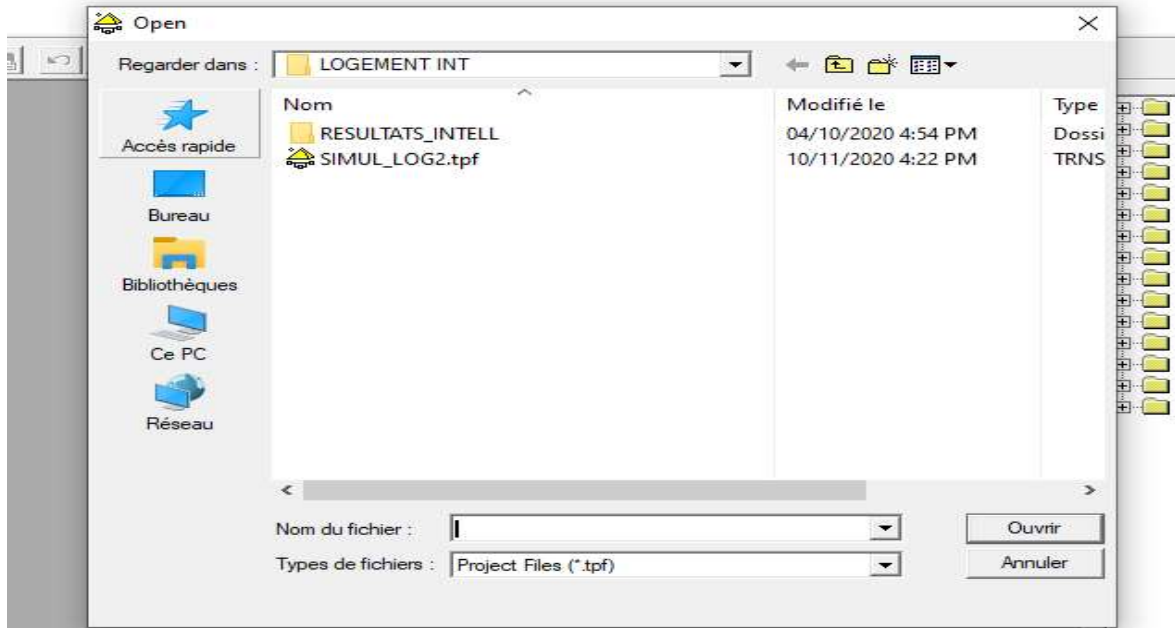 Open
Regarder dans : LOGEMENT INT
Nom Modifié le Type
RESULTATS_INTELL 04/10/2020 4:54 PM Dossi
SIMUL_LOG2.tpf 10/11/2020 4:22 PM TRNS
Accès rapide
Bureau
Bibliothèques
Ce PC
Réseau
Nom du fichier : Ouvrir
Types de fichiers : Project Files (*.tpf) Annuler